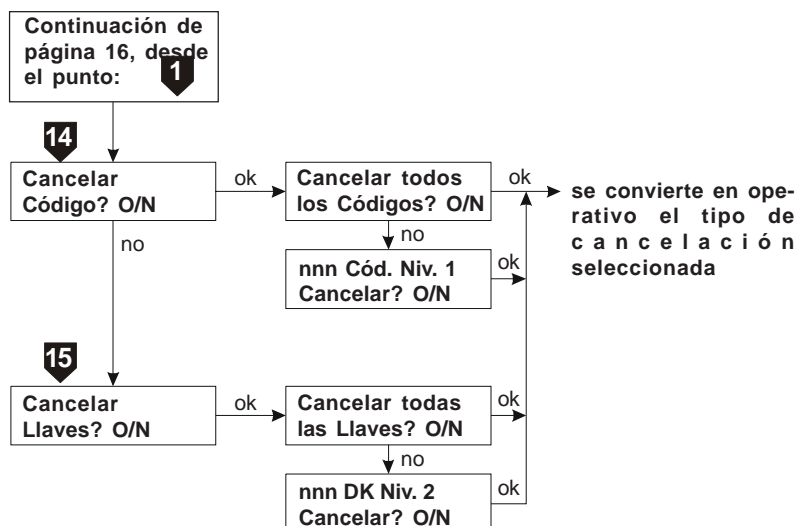 Continuación de
página 16, desde
el punto:
1
14
Cancelar
Código? O/N
ok
Cancelar todos
los Códigos? O/N
ok
se convierte en ope-
rativo el tipo de
cancelación
seleccionada
no
no
nnn Cód. Niv. 1
Cancelar? O/N
ok
15
Cancelar
Llaves? O/N
ok
Cancelar todas
las Llaves? O/N
ok
no
nnn DK Niv. 2
Cancelar? O/N
ok